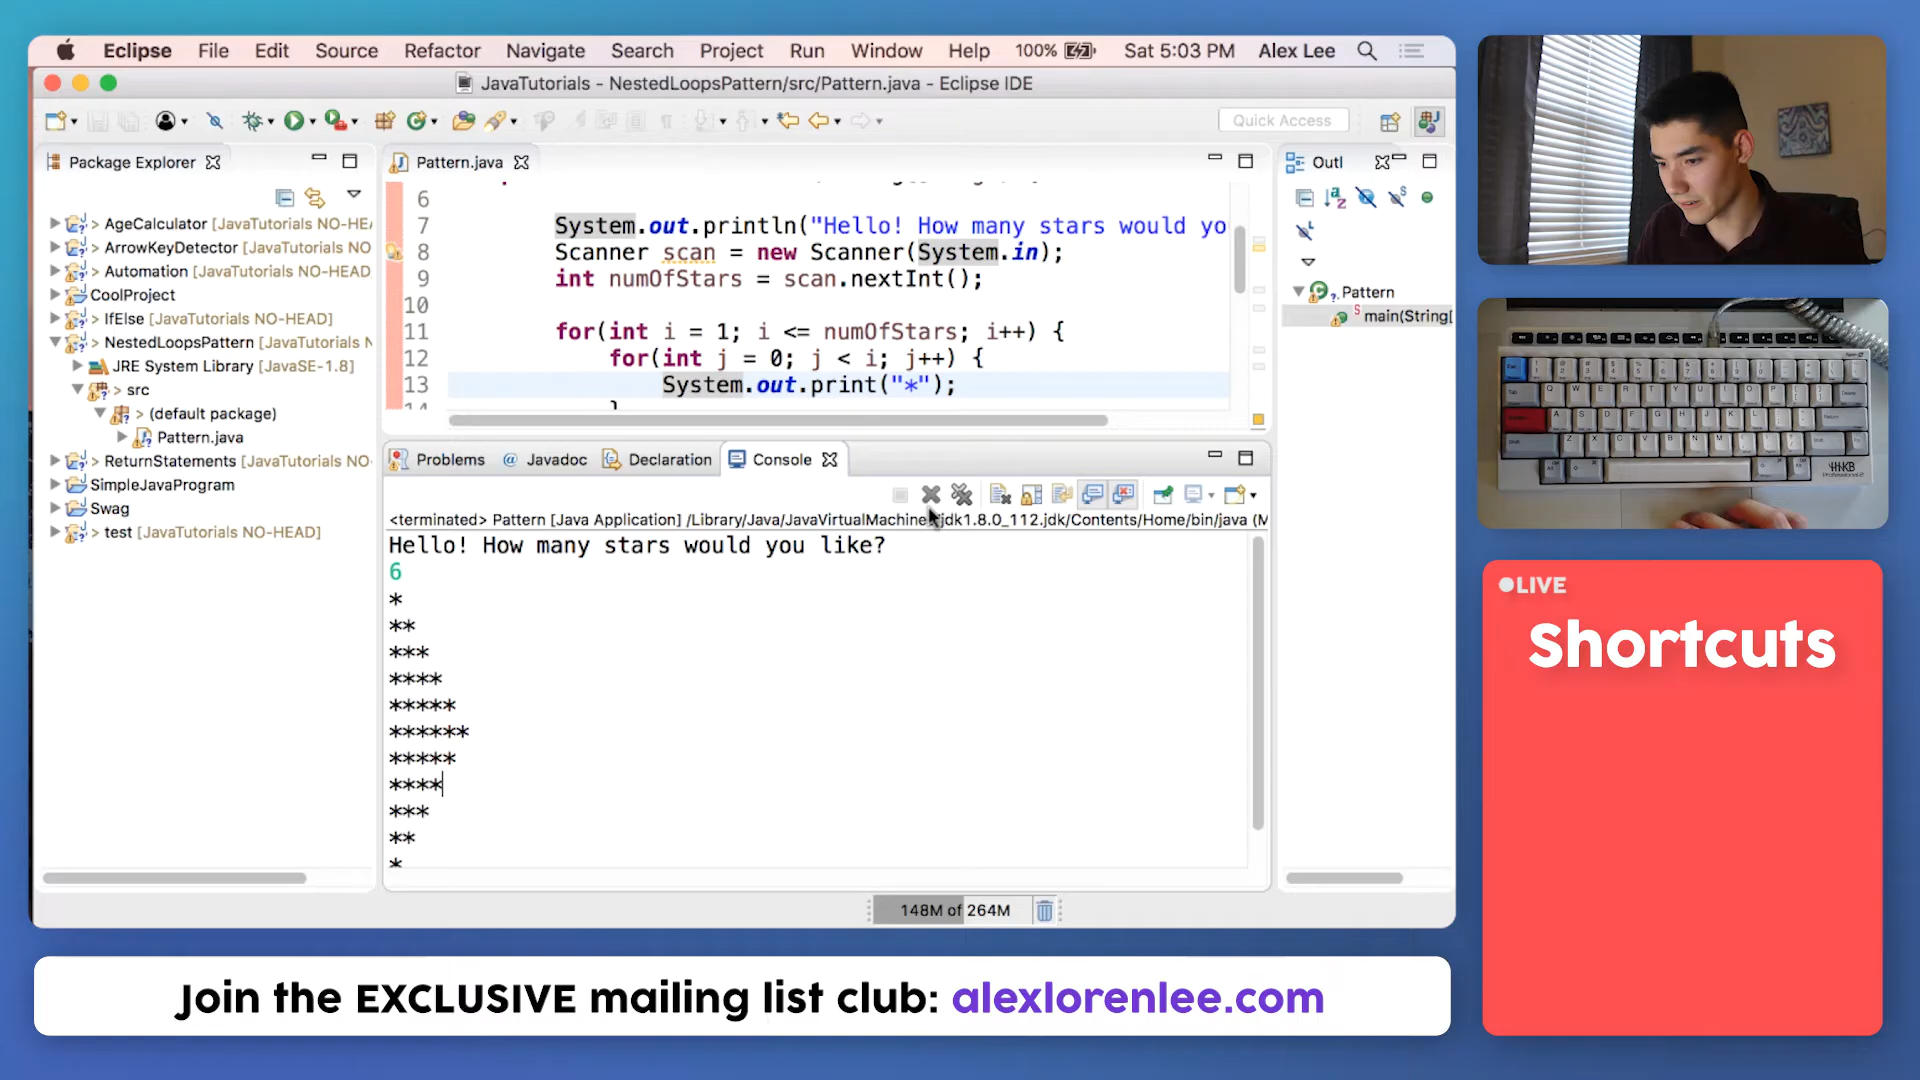 Eclipse File Edit Source Refactor Navigate Search Project Run Window Help 100% Sat 5:03 PM Alex Lee
JavaTutorials - NestedLoopsPattern/src/Pattern.java - Eclipse IDE
Quick Access
Package Explorer
> AgeCalculator [JavaTutorials NO-HEA
> ArrowKeyDetector [JavaTutorials NO
> Automation [JavaTutorials NO-HEAD
CoolProject
> IfElse [JavaTutorials NO-HEAD]
> NestedLoopsPattern [JavaTutorials N
JRE System Library [JavaSE-1.8]
> src
> (default package)
Pattern.java
> ReturnStatements [JavaTutorials NO-
SimpleJavaProgram
Swag
> test [JavaTutorials NO-HEAD]
Pattern.java
6
7 System.out.println("Hello! How many stars would yo
8 Scanner scan = new Scanner(System.in);
9 int numOfStars = scan.nextInt();
10
11 for(int i = 1; i <= numOfStars; i++) {
12 for(int j = 0; j < i; j++) {
13 System.out.print("*");
14 }
Problems @ Javadoc Declaration Console
<terminated> Pattern [Java Application] /Library/Java/JavaVirtualMachine jdk1.8.0_112.jdk/Contents/Home/bin/java (M
Hello! How many stars would you like?
6
*
**
***
****
*****
******
*****
****
***
**
*
148M of 264M
Outl
Pattern
main(String[
LIVE
Shortcuts
HHKB
Professional2
Join the EXCLUSIVE mailing list club: alexlorenlee.com